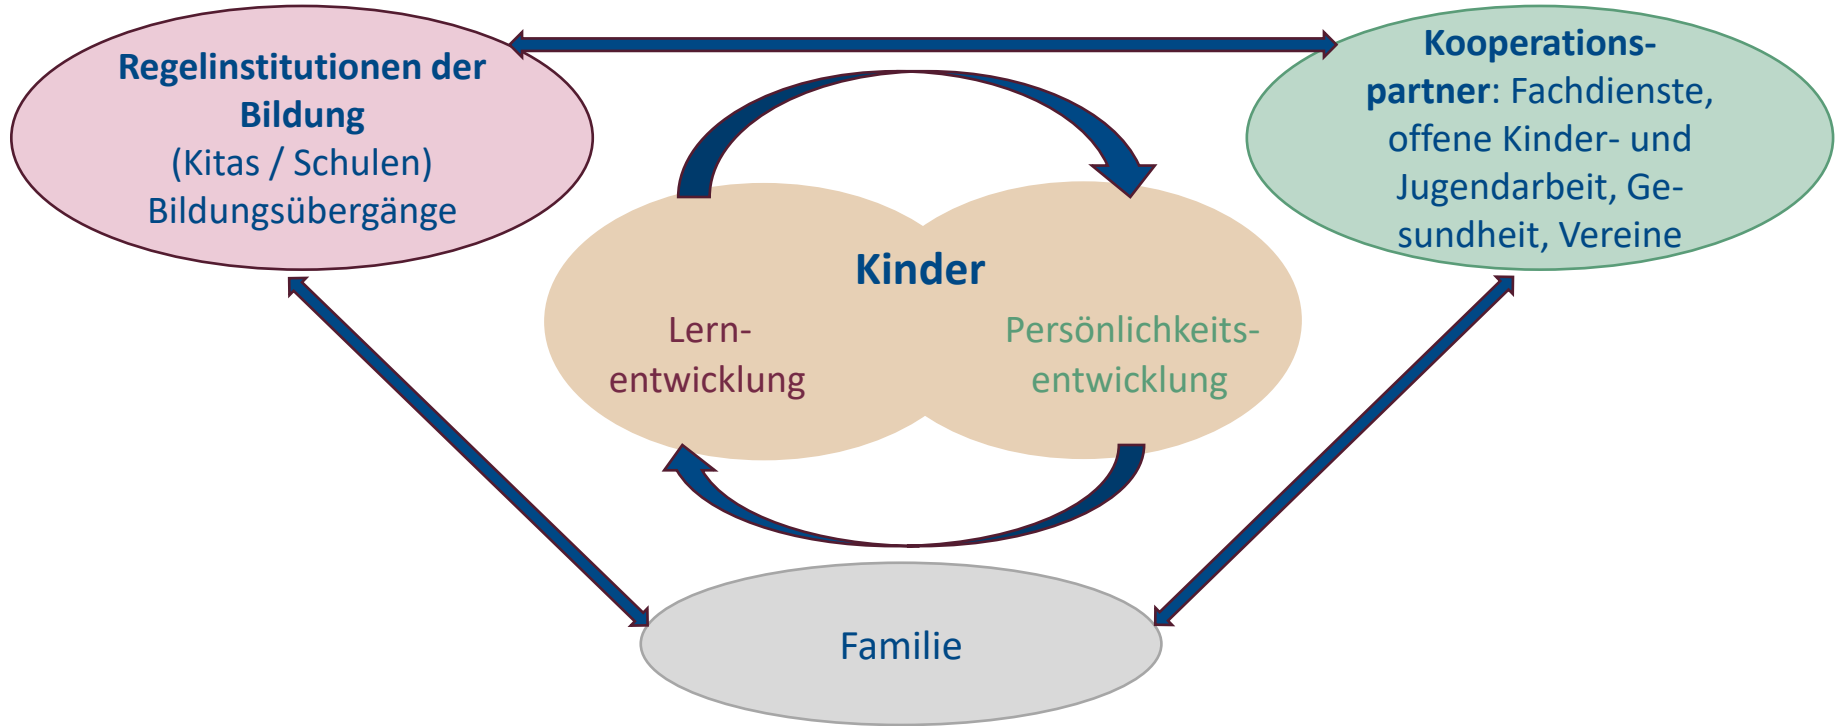 Regelinstitutionen der
Bildung
(Kitas / Schulen)
Bildungsübergänge
Kooperations-
partner: Fachdienste,
offene Kinder- und
Jugendarbeit, Ge-
sundheit, Vereine
Kinder
Lern-
entwicklung
Persönlichkeits-
entwicklung
Familie